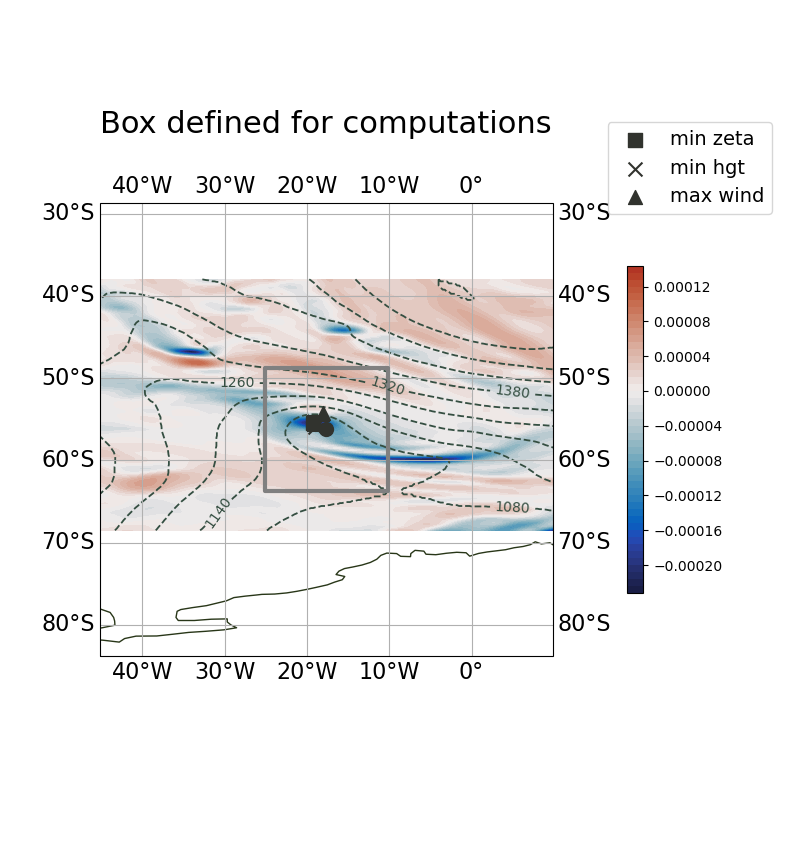 Box defined for computations
min zeta
min hgt
max wind
40°W 30°W 20°W 10°W 0°
30°S 30°S
40°S 40°S
50°S 50°S
60°S 60°S
70°S 70°S
80°S 80°S
40°W 30°W 20°W 10°W 0°
1260
1320
1380
1140
1080
0.00012
0.00008
0.00004
0.00000
−0.00004
−0.00008
−0.00012
−0.00016
−0.00020